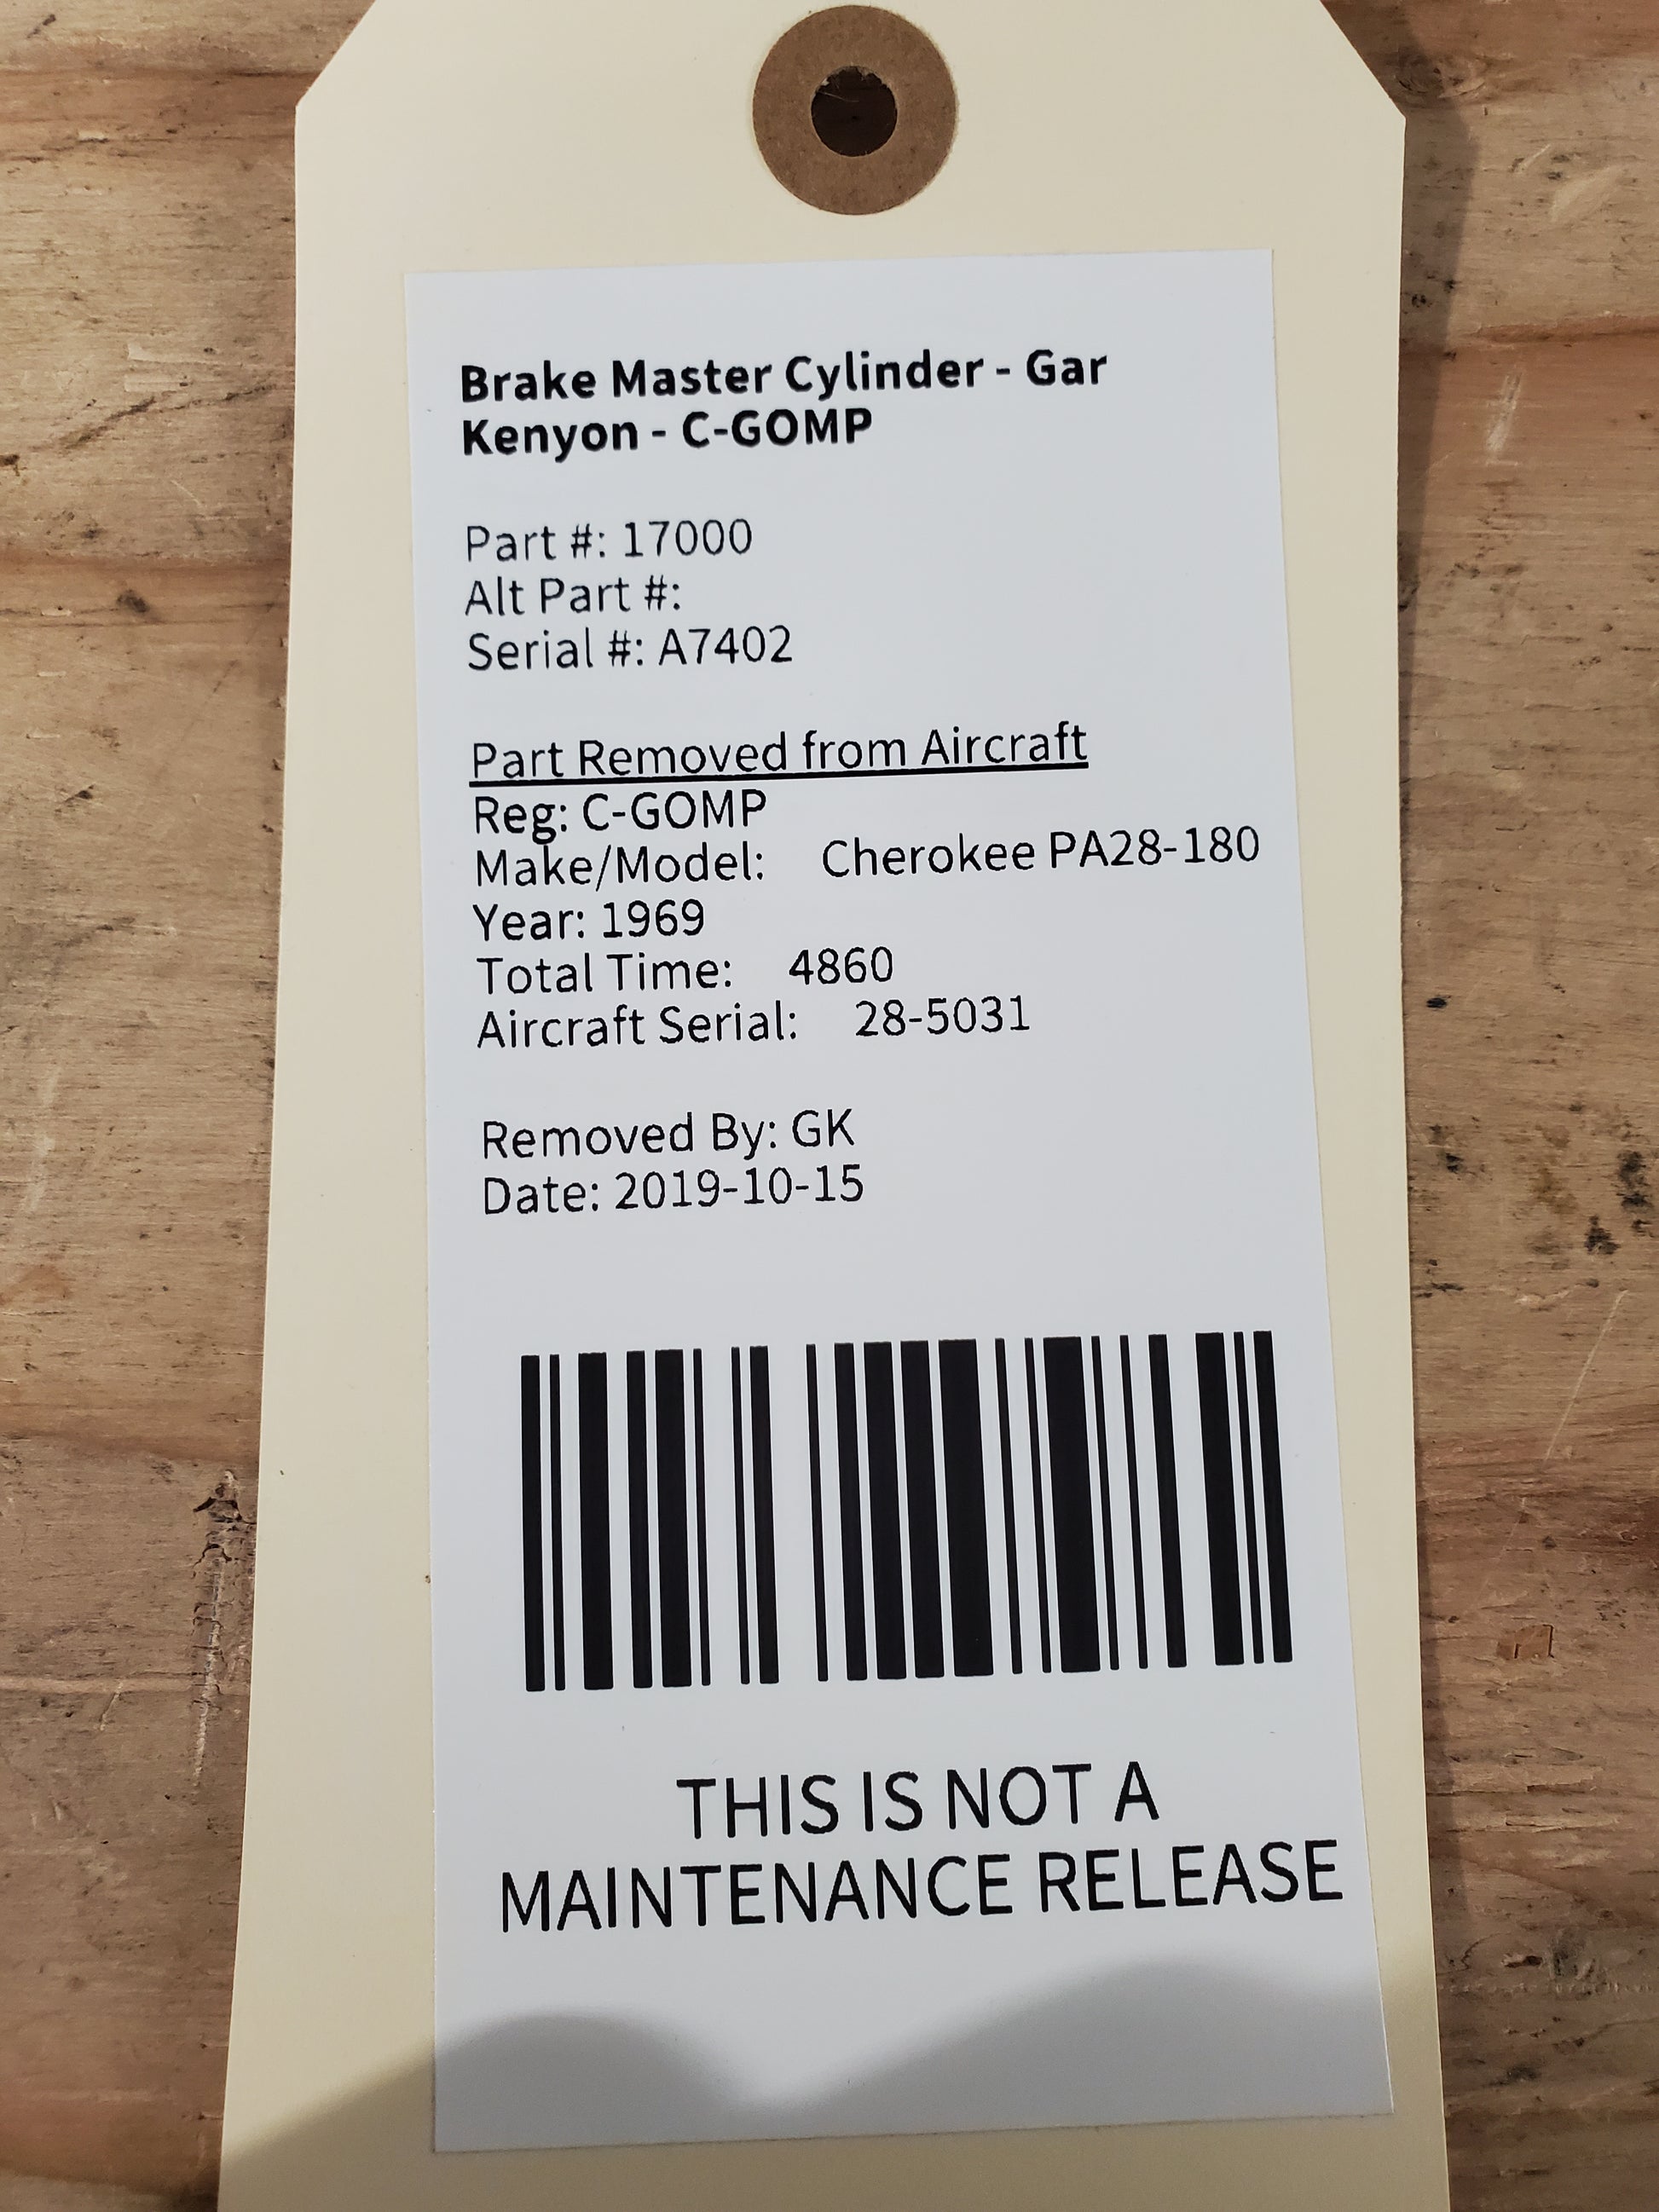 Brake Master Cylinder - Gar
Kenyon - C-GOMP
Part #: 17000
Alt Part #:
Serial #: A7402
Part Removed from Aircraft
Reg: C-GOMP
Make/Model: Cherokee PA28-180
Year: 1969
Total Time: 4860
Aircraft Serial: 28-5031
Removed By: GK
Date: 2019-10-15
THIS IS NOT A
MAINTENANCE RELEASE